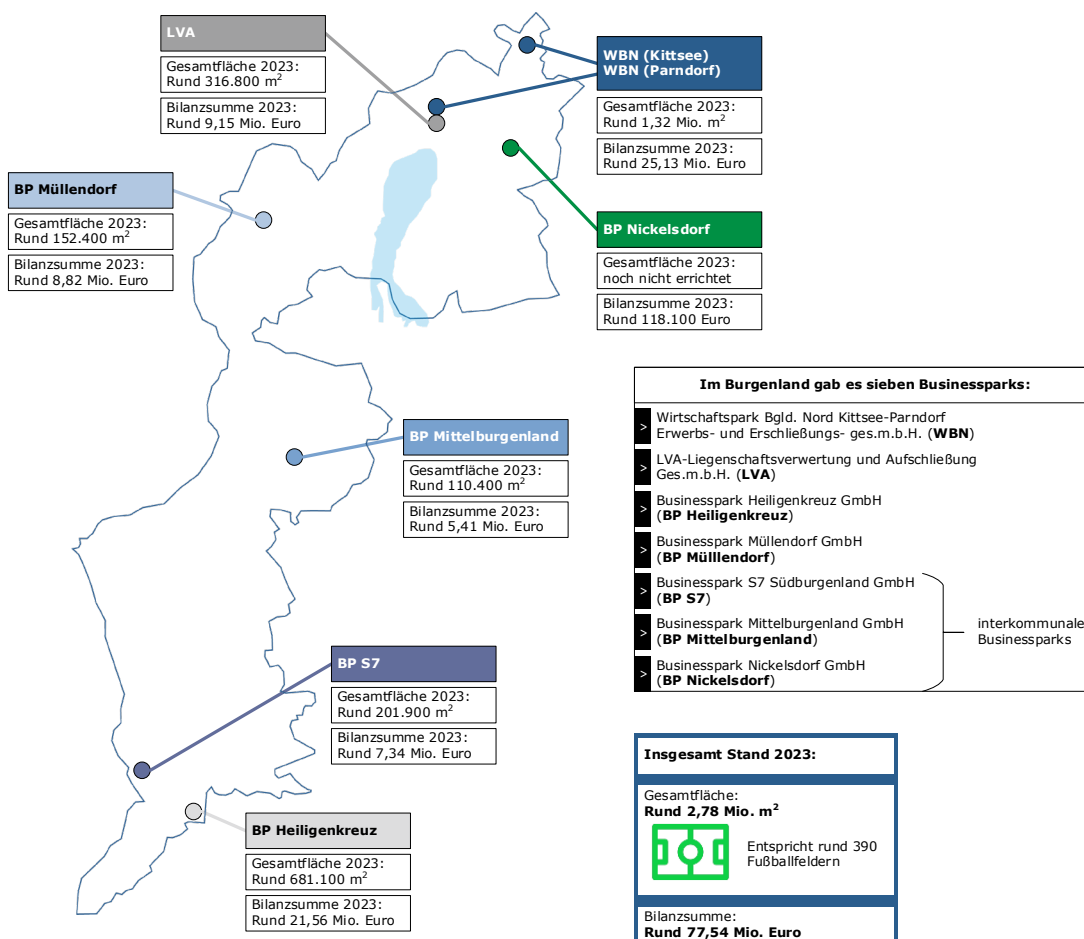 LVA
Gesamtfläche 2023:
Rund 316.800 m²
Bilanzsumme 2023:
Rund 9,15 Mio. Euro
WBN (Kittsee)
WBN (Parndorf)
Gesamtfläche 2023:
Rund 1,32 Mio. m²
Bilanzsumme 2023:
Rund 25,13 Mio. Euro
BP Müllendorf
Gesamtfläche 2023:
Rund 152.400 m²
Bilanzsumme 2023:
Rund 8,82 Mio. Euro
BP Nickelsdorf
Gesamtfläche 2023:
noch nicht errichtet
Bilanzsumme 2023:
Rund 118.100 Euro
BP Mittelburgenland
Gesamtfläche 2023:
Rund 110.400 m²
Bilanzsumme 2023:
Rund 5,41 Mio. Euro
Im Burgenland gab es sieben Businessparks:
> Wirtschaftspark Bgld. Nord Kittsee-Parndorf
Erwerbs- und Erschließungs- ges.m.b.H. (WBN)
> LVA-Liegenschaftsverwertung und Aufschließung
Ges.m.b.H. (LVA)
> Businesspark Heiligenkreuz GmbH
(BP Heiligenkreuz)
> Businesspark Müllendorf GmbH
(BP Mülllendorf)
> Businesspark S7 Südburgenland GmbH
(BP S7)
> Businesspark Mittelburgenland GmbH
(BP Mittelburgenland)
> Businesspark Nickelsdorf GmbH
(BP Nickelsdorf)
interkommunale
Businessparks
BP S7
Gesamtfläche 2023:
Rund 201.900 m²
Bilanzsumme 2023:
Rund 7,34 Mio. Euro
BP Heiligenkreuz
Gesamtfläche 2023:
Rund 681.100 m²
Bilanzsumme 2023:
Rund 21,56 Mio. Euro
Insgesamt Stand 2023:
Gesamtfläche:
Rund 2,78 Mio. m²
Entspricht rund 390
Fußballfeldern
Bilanzsumme:
Rund 77,54 Mio. Euro